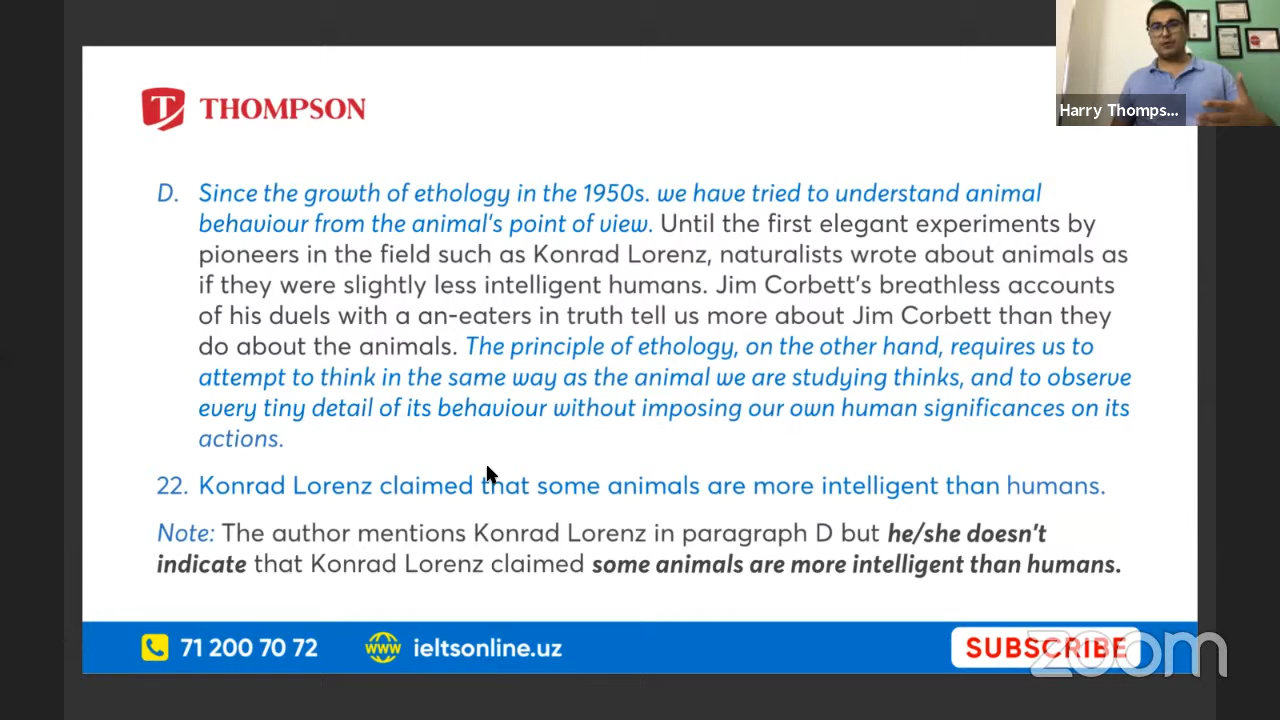 Harry Thomps...
THOMPSON
D. Since the growth of ethology in the 1950s. we have tried to understand animal
behaviour from the animal's point of view. Until the first elegant experiments by
pioneers in the field such as Konrad Lorenz, naturalists wrote about animals as
if they were slightly less intelligent humans. Jim Corbett's breathless accounts
of his duels with a an-eaters in truth tell us more about Jim Corbett than they
do about the animals. The principle of ethology, on the other hand, requires us to
attempt to think in the same way as the animal we are studying thinks, and to observe
every tiny detail of its behaviour without imposing our own human significances on its
actions.
22. Konrad Lorenz claimed that some animals are more intelligent than humans.
Note: The author mentions Konrad Lorenz in paragraph D but he/she doesn't
indicate that Konrad Lorenz claimed some animals are more intelligent than humans.
71 200 70 72 www ieltsonline.uz SUBSCRIBE
zoom